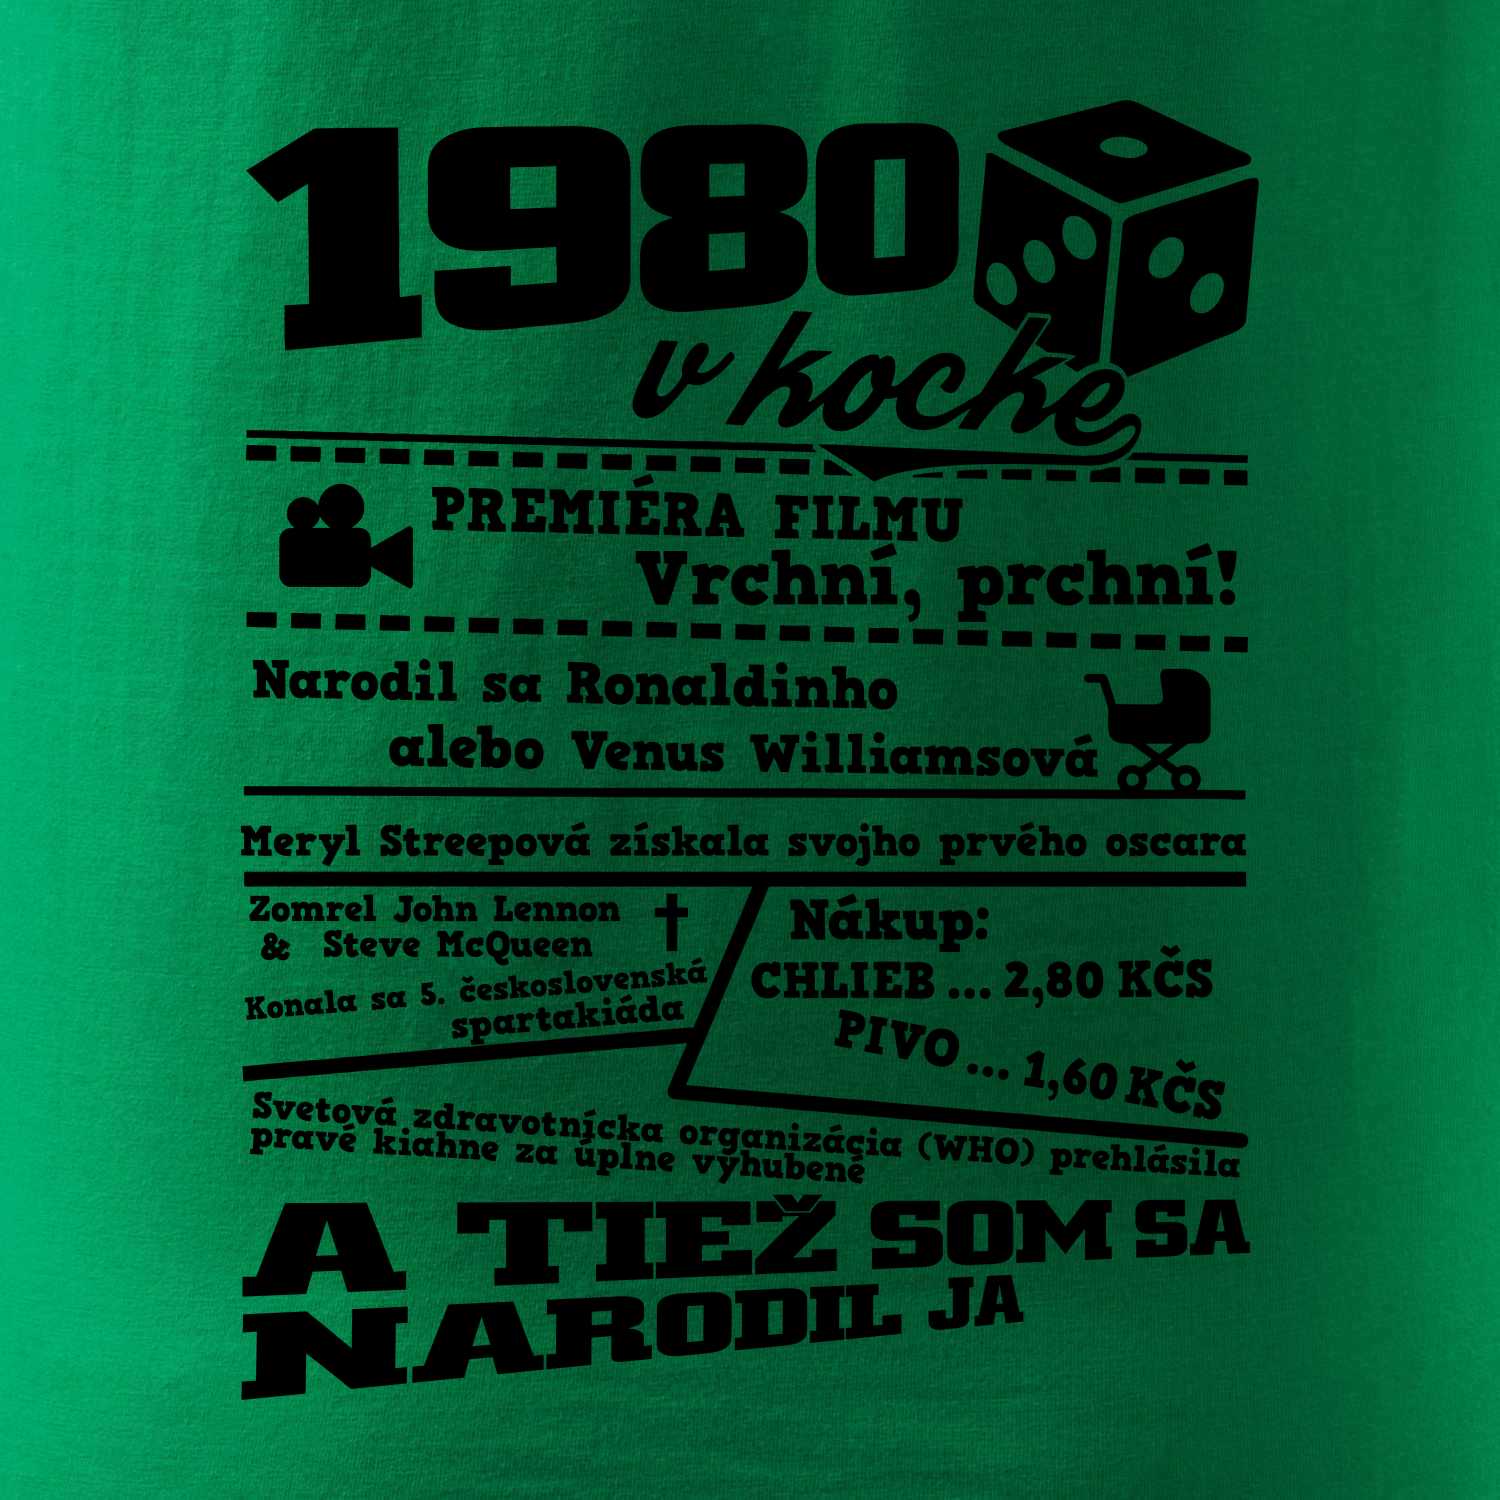 1980
v kocke
PREMIÉRA FILMU
Vrchní, prchní!
Narodil sa Ronaldinho
alebo Venus Williamsová
Meryl Streepová získala svojho prvého oscara
Zomrel John Lennon
& Steve McQueen
Konala sa 5. československá
spartakiáda
Nákup:
CHLIEB ... 2,80 KČS
PIVO ... 1,60 KČS
Svetová zdravotnícka organizácia (WHO) prehlásila
pravé kiahne za úplne vyhubené
A TIEŽ SOM SA
NARODIL JA